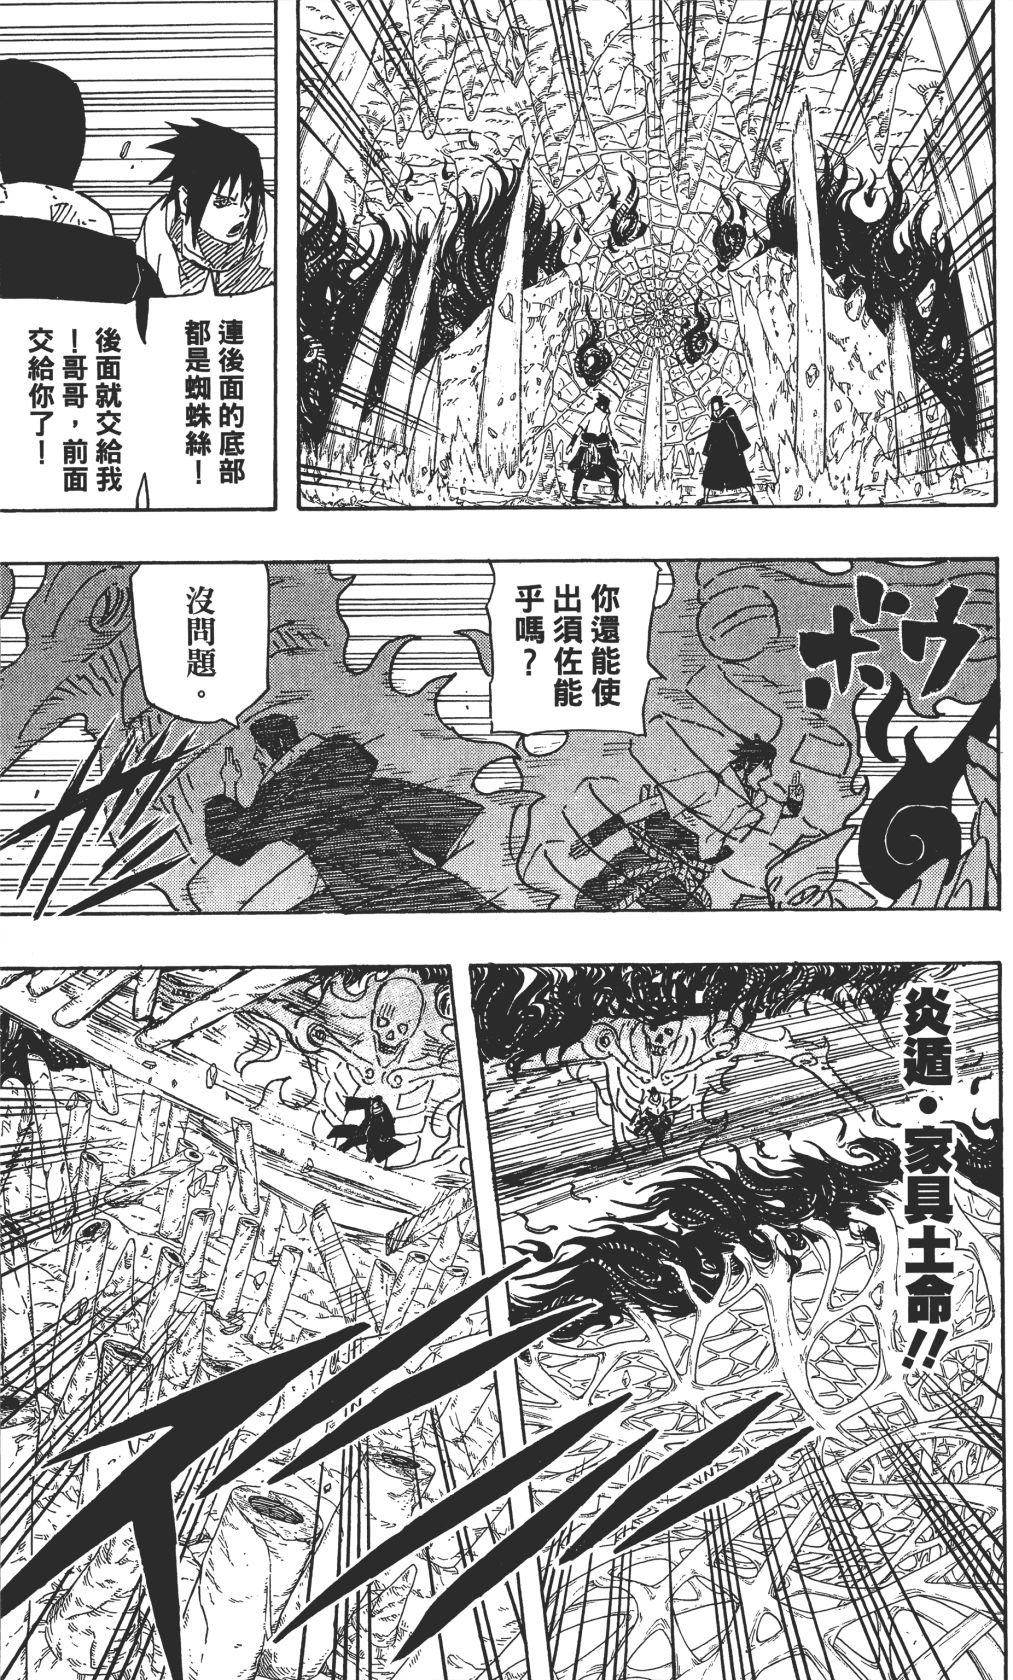 連後面的底部
都是蜘蛛絲！
後面就交給我
！哥哥，前面
交給你了！
ボウ
你還能使
出須佐能
乎嗎？
沒問題。
炎遁・家具土命!!